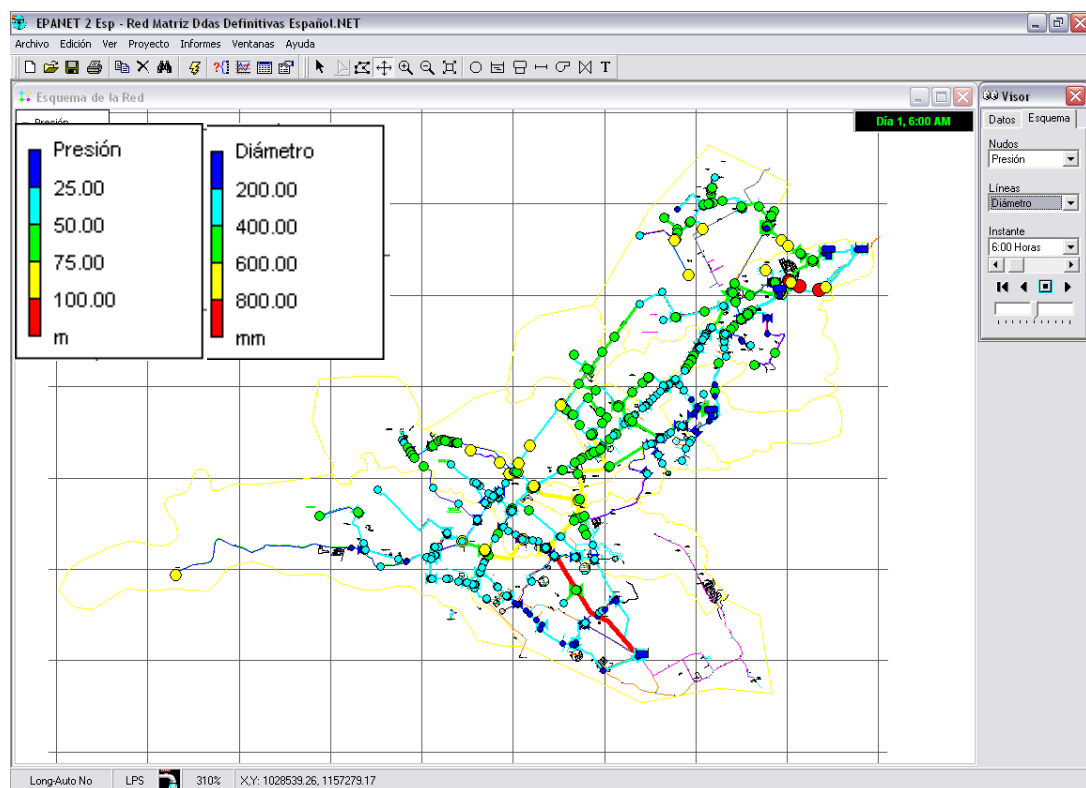 EPANET 2 Esp - Red Matriz Ddas Definitivas Español.NET
Archivo Edición Ver Proyecto Informes Ventanas Ayuda
T
Esquema de la Red
Visor
Día 1, 6:00 AM
Datos Esquema
Presión
Presión
25.00
50.00
75.00
100.00
m
Diámetro
200.00
400.00
600.00
800.00
mm
Nudos
Presión
Líneas
Diámetro
Instante
6:00 Horas
Long-Auto No LPS 310% X,Y: 1028539.26, 1157279.17